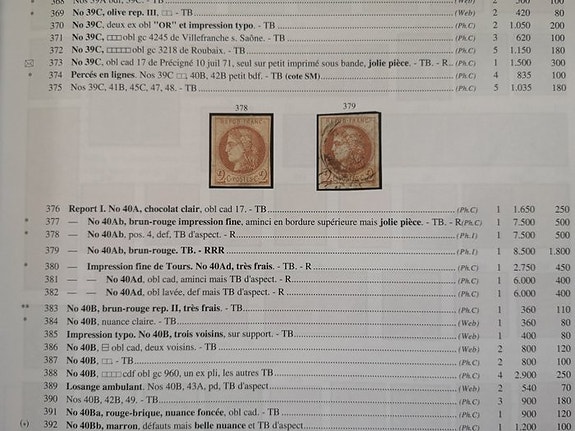 368 No 39A bdf, 39C. - TB (Web) 2 500 100
* No 39C, olive rep. III. □□ - TB (Web) 2 420 80
370 No 39C, deux ex obl "OR" et impression typo. - TB (Ph.C) 2 1.050 200
371 No 39C, □□□ obl gc 4245 de Villefranche s. Saône. - TB (Ph.C) 3 620 100
372 No 39C, □□□□□ obl gc 3218 de Roubaix. - TB (Ph.C) 5 1.150 180
✉ 373 No 39C, obl cad 17 de Précigné 10 juil 71, seul sur petit imprimé sous bande, jolie pièce. - TB. - R (Ph.C) 1 1.500 300
* 374 Percés en lignes. Nos 39C □□, 40B, 42B petit bdf. - TB (cote SM) (Ph.C) 4 835 100
375 Nos 39C, 41B, 45C, 47, 48. - TB (Ph.C) 5 1.035 180
378 379
REPUB FRANC REPUB FRANC
2 POSTES 2
376 Report I. No 40A, chocolat clair, obl cad 17. - TB (Ph.C) 1 1.650 250
* 377 — No 40Ab, brun-rouge impression fine, aminci en bordure supérieure mais jolie pièce. - TB. - R (Ph.C) 1 7.500 500
* 378 — No 40Ab, pos. 4, def, TB d'aspect. - R (Ph.I) 1 7.500 500
379 — No 40Ab, brun-rouge. TB. - RRR (Ph.I) 1 8.500 1.800
* 380 — Impression fine de Tours. No 40Ad, très frais. - TB. - R (Ph.C) 1 2.750 450
381 — — No 40Ad, obl cad, aminci mais TB d'aspect. - R (Ph.C) 1 6.000 400
382 — — No 40Ad, obl lavée, def mais TB d'aspect. - R (Ph.C) 1 6.000 400
** 383 No 40B, brun-rouge rep. II, très frais. - TB (Ph.C) 1 360 110
* 384 No 40B, nuance claire. - TB (Web) 1 360 80
385 Impression typo. No 40B, trois voisins, sur support. - TB (Web) 1 400 80
386 No 40B, ⊟ obl cad, deux voisins. - TB (Ph.C) 2 800 120
387 No 40B, □□. - TB (Ph.C) 2 800 100
388 No 40B, □□□□ cdf obl gc 960, un ex pli, les autres TB (Ph.C) 4 2.900 250
389 Losange ambulant. Nos 40B, 43A, pd, TB d'aspect (Web) 2 540 70
390 Nos 40B, 42B, 49. - TB (Ph.C) 3 900 180
391 No 40Ba, rouge-brique, nuance foncée, obl cad. - TB (Ph.C) 1 900 120
(*) 392 No 40Bb, marron, défauts mais belle nuance et TB d'aspect (Ph.C) 1 1.200 100